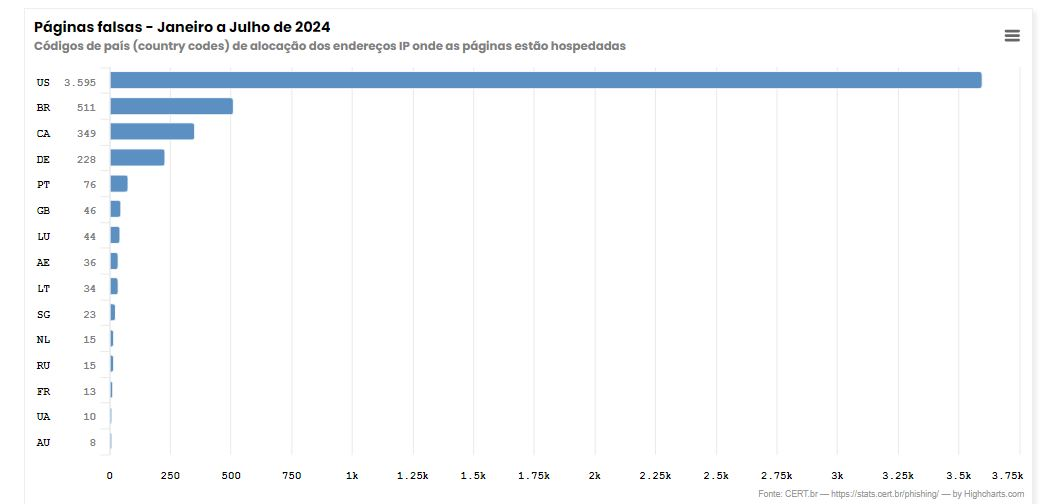 Páginas falsas - Janeiro a Julho de 2024
Códigos de país (country codes) de alocação dos endereços IP onde as páginas estão hospedadas
US 3.595
BR 511
CA 349
DE 228
PT 76
GB 46
LU 44
AE 36
LT 34
SG 23
NL 15
RU 15
FR 13
UA 10
AU 8
0 250 500 750 1k 1.25k 1.5k 1.75k 2k 2.25k 2.5k 2.75k 3k 3.25k 3.5k 3.75k
Fonte: CERT.br — https://stats.cert.br/phishing/ — by Highcharts.com